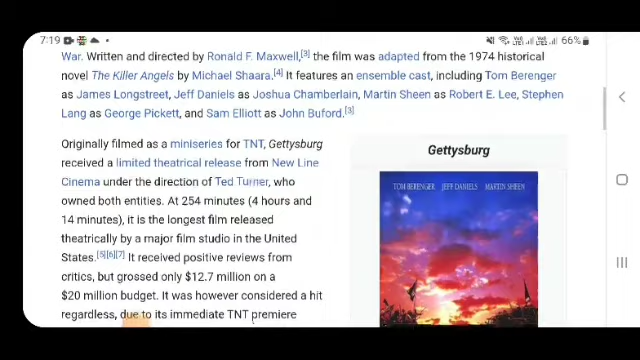 7:19 66%
War. Written and directed by Ronald F. Maxwell,[3] the film was adapted from the 1974 historical
novel The Killer Angels by Michael Shaara.[4] It features an ensemble cast, including Tom Berenger
as James Longstreet, Jeff Daniels as Joshua Chamberlain, Martin Sheen as Robert E. Lee, Stephen
Lang as George Pickett, and Sam Elliott as John Buford.[3]
Originally filmed as a miniseries for TNT, Gettysburg
received a limited theatrical release from New Line
Cinema under the direction of Ted Turner, who
owned both entities. At 254 minutes (4 hours and
14 minutes), it is the longest film released
theatrically by a major film studio in the United
States.[5][6][7] It received positive reviews from
critics, but grossed only $12.7 million on a
$20 million budget. It was however considered a hit
regardless, due to its immediate TNT premiere
Gettysburg
TOM BERENGER JEFF DANIELS MARTIN SHEEN